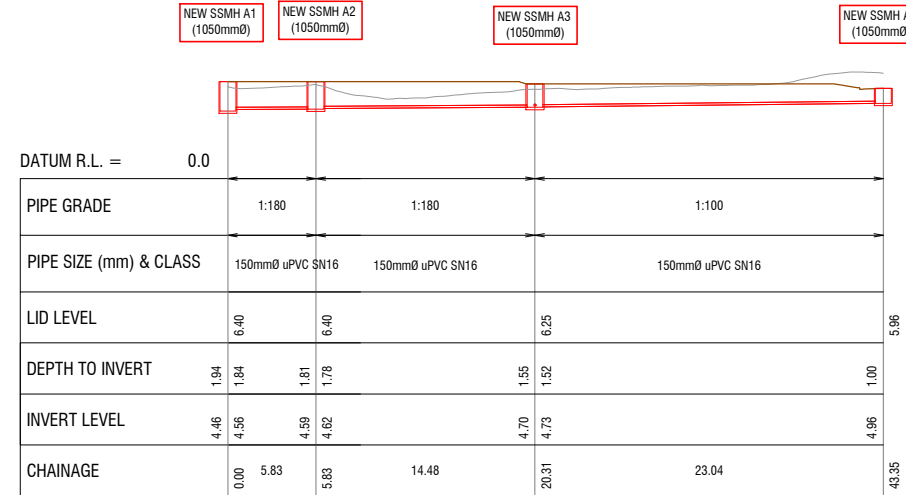 NEW SSMH A1
(1050mmØ)
NEW SSMH A2
(1050mmØ)
NEW SSMH A3
(1050mmØ)
NEW SSMH
(1050mmØ
DATUM R.L. = 0.0
PIPE GRADE 1:180 1:180 1:100
PIPE SIZE (mm) & CLASS 150mmØ uPVC SN16 150mmØ uPVC SN16 150mmØ uPVC SN16
LID LEVEL 6.40 6.40 6.25 5.96
DEPTH TO INVERT 1.94 1.84 1.81 1.78 1.55 1.52 1.00
INVERT LEVEL 4.46 4.56 4.59 4.62 4.70 4.73 4.96
CHAINAGE 0.00 5.83 5.83 14.48 20.31 23.04 43.35